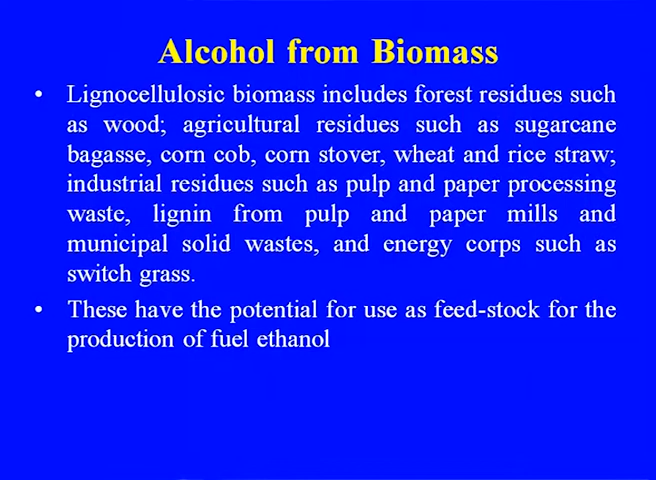 Alcohol from Biomass
• Lignocellulosic biomass includes forest residues such
as wood; agricultural residues such as sugarcane
bagasse, corn cob, corn stover, wheat and rice straw;
industrial residues such as pulp and paper processing
waste, lignin from pulp and paper mills and
municipal solid wastes, and energy corps such as
switch grass.
• These have the potential for use as feed-stock for the
production of fuel ethanol